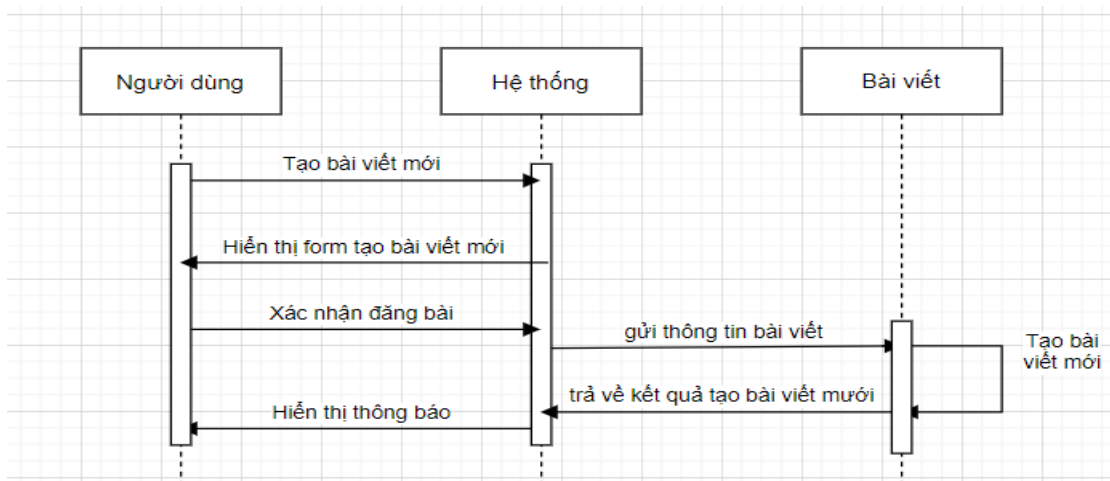 Người dùng
Hệ thống
Bài viết
Tạo bài viết mới
Hiển thị form tạo bài viết mới
Xác nhận đăng bài
gửi thông tin bài viết
Tạo bài
viết mới
trả về kết quả tạo bài viết mưới
Hiển thị thông báo